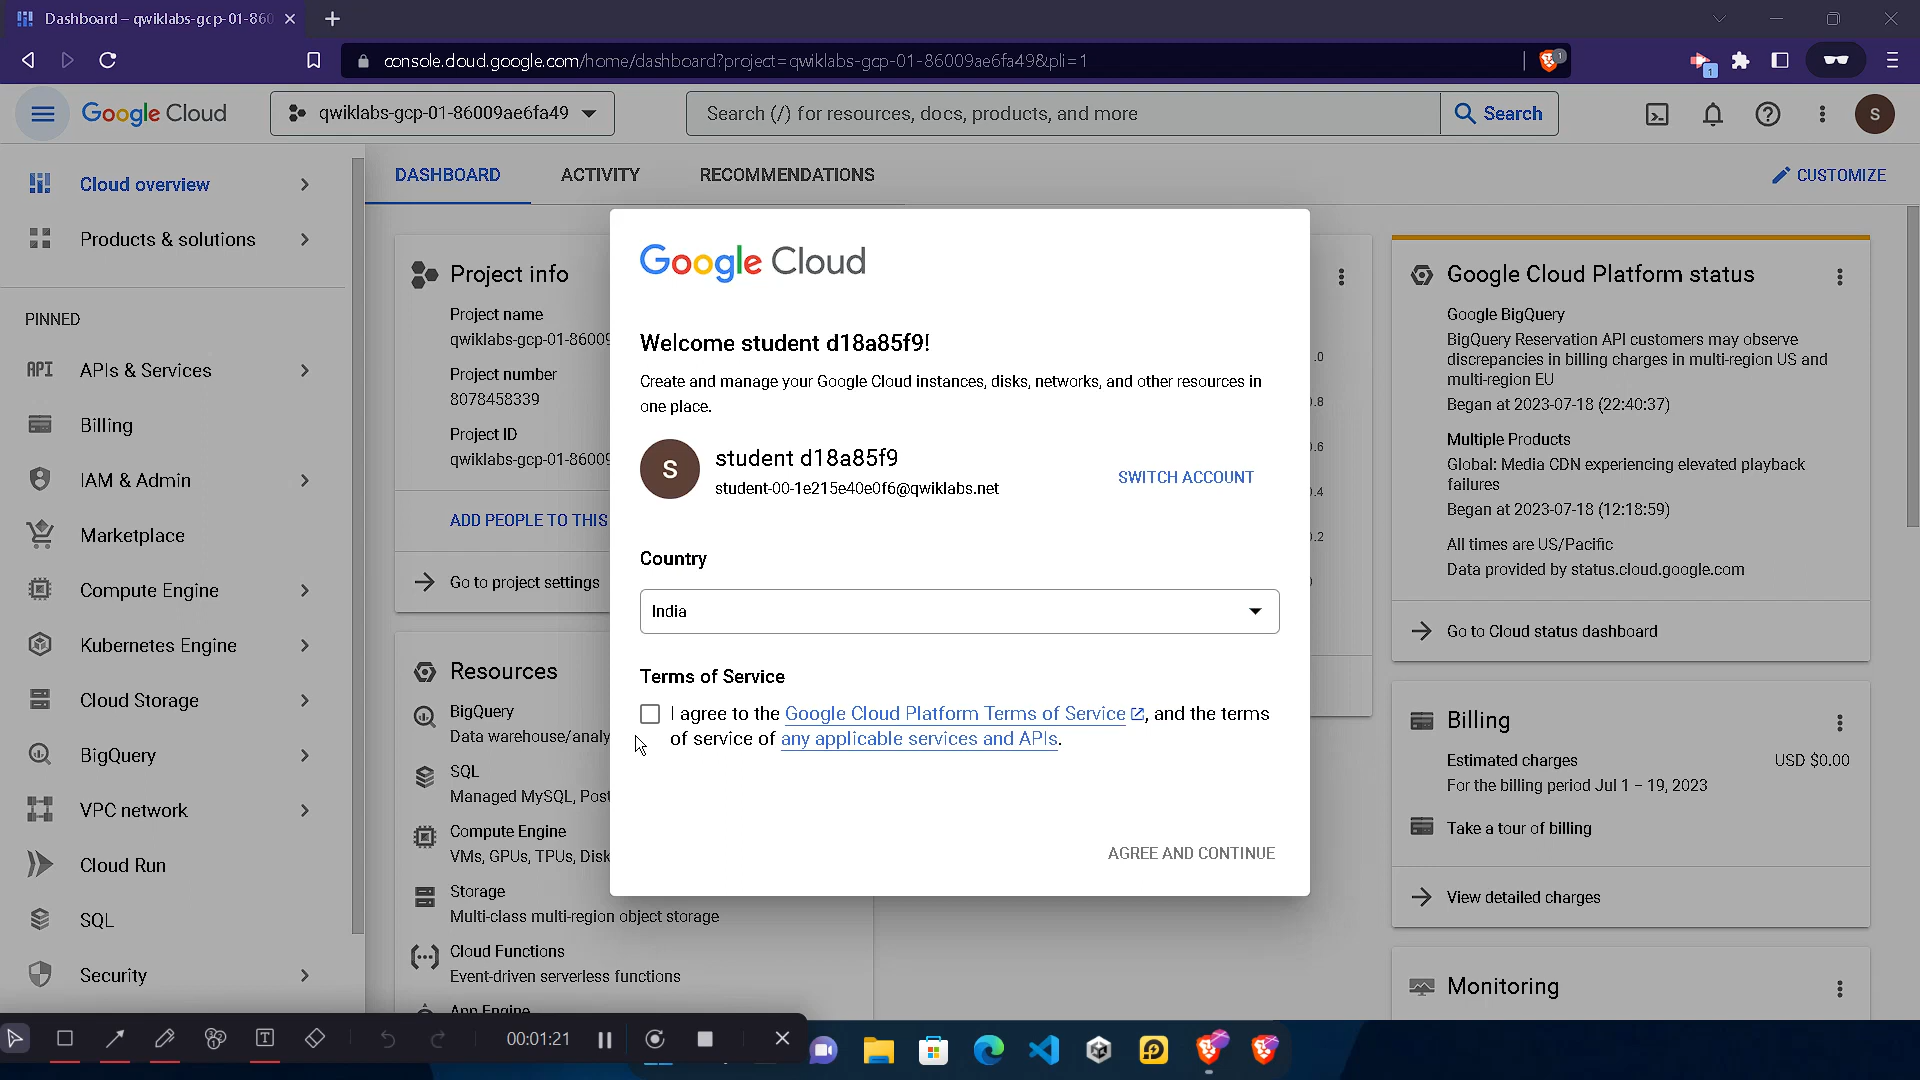 Dashboard – qwiklabs-gcp-01-860
console.cloud.google.com/home/dashboard?project=qwiklabs-gcp-01-86009ae6fa49&pli=1
1
1
Google Cloud
qwiklabs-gcp-01-86009ae6fa49
Search (/) for resources, docs, products, and more
Search
S
Cloud overview
Products & solutions
PINNED
API
APIs & Services
Billing
IAM & Admin
Marketplace
Compute Engine
Kubernetes Engine
Cloud Storage
BigQuery
VPC network
Cloud Run
SQL
Security
DASHBOARD
ACTIVITY
RECOMMENDATIONS
CUSTOMIZE
Project info
Project name
qwiklabs-gcp-01-86009
Project number
8078458339
Project ID
qwiklabs-gcp-01-86009
ADD PEOPLE TO THIS
Go to project settings
Resources
BigQuery
Data warehouse/analy
SQL
Managed MySQL, Post
Compute Engine
VMs, GPUs, TPUs, Disk
Storage
Multi-class multi-region object storage
Cloud Functions
Event-driven serverless functions
App Engine
Google Cloud
Welcome student d18a85f9!
Create and manage your Google Cloud instances, disks, networks, and other resources in
one place.
S
student d18a85f9
student-00-1e215e40e0f6@qwiklabs.net
SWITCH ACCOUNT
Country
India
Terms of Service
I agree to the Google Cloud Platform Terms of Service, and the terms
of service of any applicable services and APIs.
AGREE AND CONTINUE
.0
.8
.6
.4
.2
Google Cloud Platform status
Google BigQuery
BigQuery Reservation API customers may observe
discrepancies in billing charges in multi-region US and
multi-region EU
Began at 2023-07-18 (22:40:37)
Multiple Products
Global: Media CDN experiencing elevated playback
failures
Began at 2023-07-18 (12:18:59)
All times are US/Pacific
Data provided by status.cloud.google.com
Go to Cloud status dashboard
Billing
Estimated charges
USD $0.00
For the billing period Jul 1 – 19, 2023
Take a tour of billing
View detailed charges
Monitoring
T
00:01:21